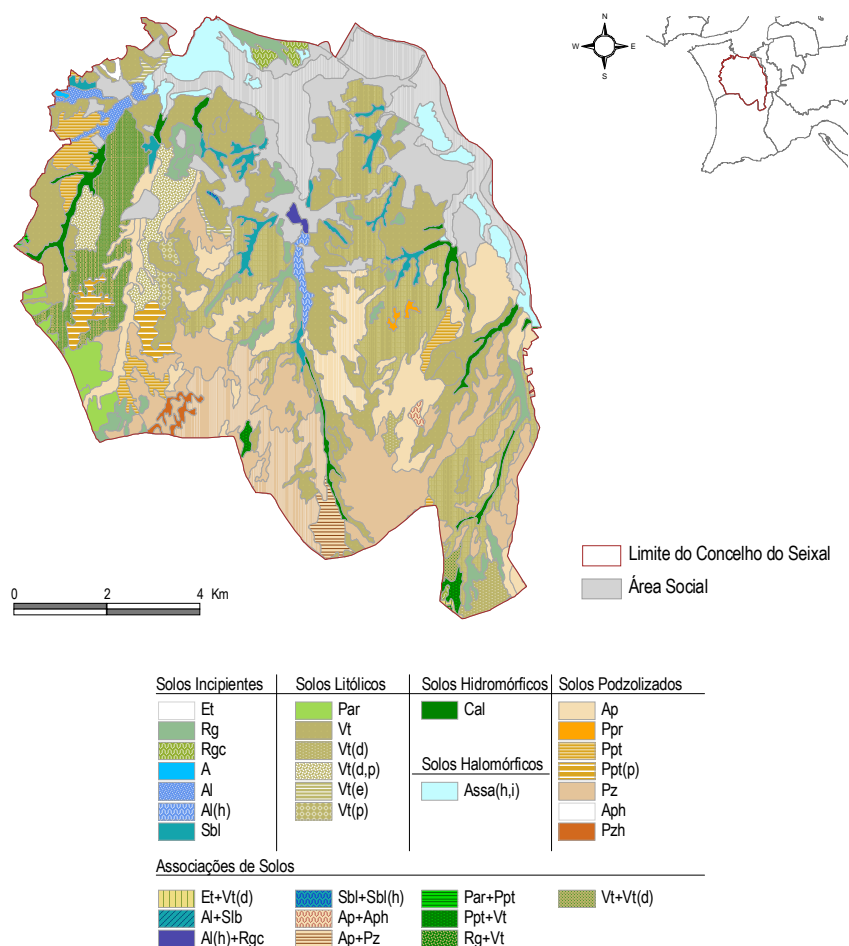 N
W E
S
Limite do Concelho do Seixal
Área Social
0 2 4 Km
Solos Incipientes
Et
Rg
Rgc
A
Al
Al(h)
Sbl
Solos Litólicos
Par
Vt
Vt(d)
Vt(d,p)
Vt(e)
Vt(p)
Solos Hidromórficos
Cal
Solos Halomórficos
Assa(h,i)
Solos Podzolizados
Ap
Ppr
Ppt
Ppt(p)
Pz
Aph
Pzh
Associações de Solos
Et+Vt(d)
Al+Slb
Al(h)+Rgc
Sbl+Sbl(h)
Ap+Aph
Ap+Pz
Par+Ppt
Ppt+Vt
Rg+Vt
Vt+Vt(d)